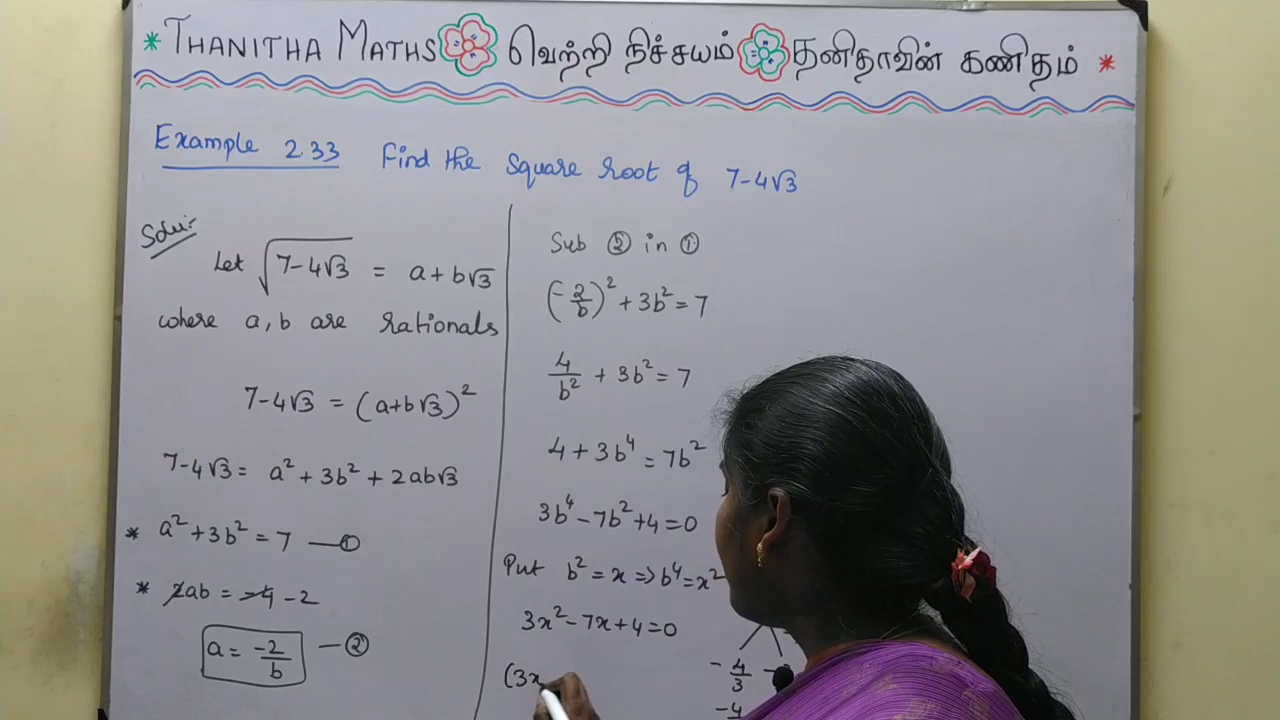 * THANITHA MATHS வெற்றி நிச்சயம் தனிதாவின் கணிதம் *
Example 2.33 Find the square root of 7-4√3
Solu:-
Let √(7-4√3) = a+b√3
where a, b are rationals
7-4√3 = (a+b√3)²
7-4√3 = a² + 3b² + 2ab√3
* a² + 3b² = 7 —①
* 2ab = -4 -2
a = -2/b —②
Sub ② in ①
(-2/b)² + 3b² = 7
4/b² + 3b² = 7
4 + 3b⁴ = 7b²
3b⁴ - 7b² + 4 = 0
Put b² = x => b⁴ = x²
3x² - 7x + 4 = 0
(3x
-4/3
-4